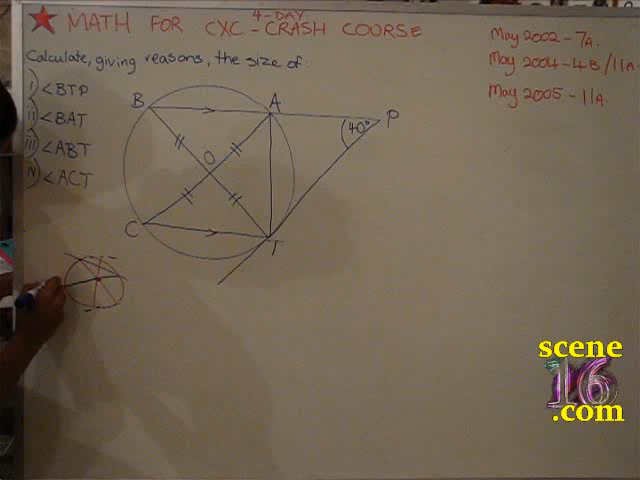 4-DAY
★ MATH FOR CXC - CRASH COURSE
May 2002 - 7A.
May 2004 - 4B/11A.
May 2005 - 11A.
Calculate, giving reasons, the size of:
i) <BTP
ii) <BAT
iii) <ABT
iv) <ACT
B
A
P
40°
O
C
T
scene
16
.com